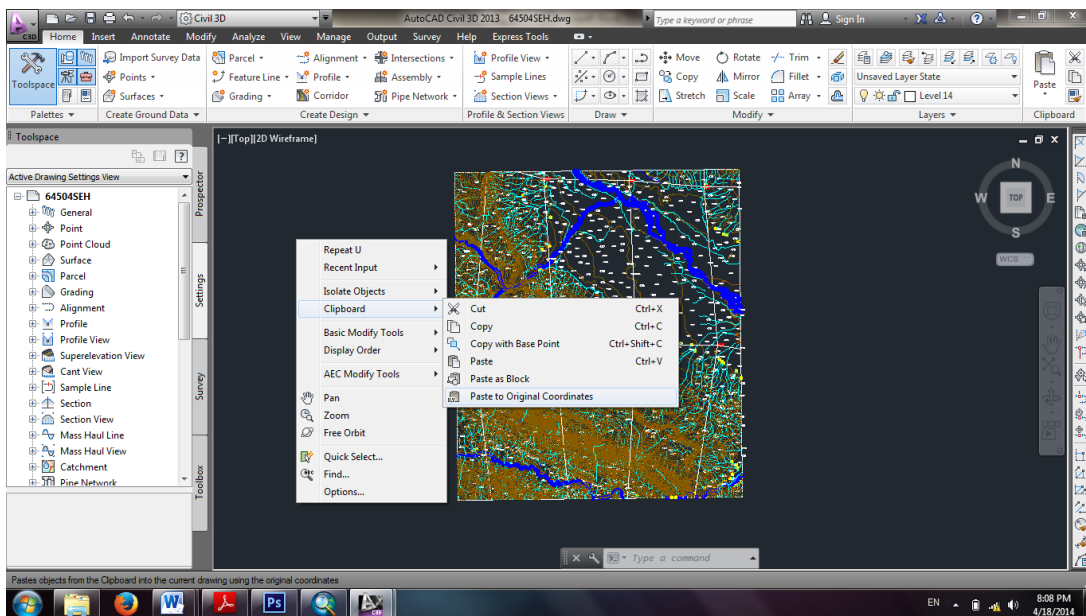 Civil 3D
AutoCAD Civil 3D 2013 64504SEH.dwg
Type a keyword or phrase
Sign In
C3D
Home Insert Annotate Modify Analyze View Manage Output Survey Help Express Tools
Toolspace
Import Survey Data
Points
Surfaces
Parcel
Feature Line
Grading
Alignment
Profile
Corridor
Intersections
Assembly
Pipe Network
Profile View
Sample Lines
Section Views
Move
Copy
Stretch
Rotate
Mirror
Scale
Trim
Fillet
Array
Unsaved Layer State
Level 14
Paste
Palettes
Create Ground Data
Create Design
Profile & Section Views
Draw
Modify
Layers
Clipboard
Toolspace
Active Drawing Settings View
64504SEH
General
Point
Point Cloud
Surface
Parcel
Grading
Alignment
Profile
Profile View
Superelevation View
Cant View
Sample Line
Section
Section View
Mass Haul Line
Mass Haul View
Catchment
Pipe Network
Prospector
Settings
Survey
Toolbox
[−][Top][2D Wireframe]
N
W TOP E
S
WCS
Repeat U
Recent Input
Isolate Objects
Clipboard
Basic Modify Tools
Display Order
AEC Modify Tools
Pan
Zoom
Free Orbit
Quick Select...
Find...
Options...
Cut Ctrl+X
Copy Ctrl+C
Copy with Base Point Ctrl+Shift+C
Paste Ctrl+V
Paste as Block
Paste to Original Coordinates
Type a command
Pastes objects from the Clipboard into the current drawing using the original coordinates
W
Ps
C3D
EN
8:08 PM
4/18/2014